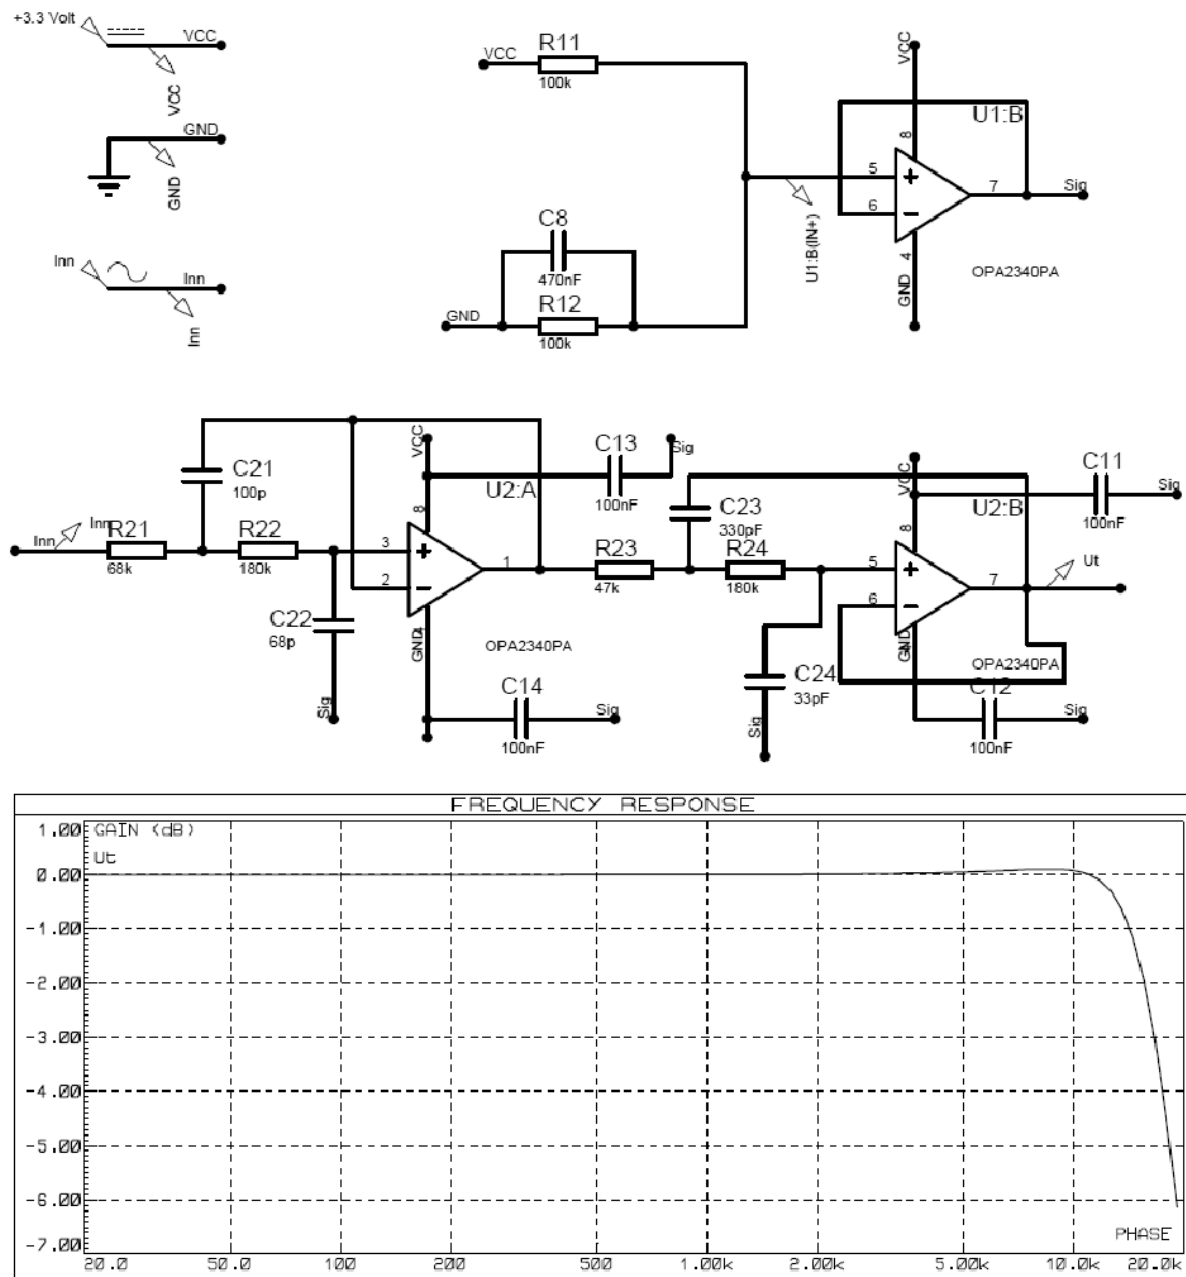 +3.3 Volt
VCC
VCC
GND
GND
Inn
Inn
Inn
VCC
R11
100k
C8
470nF
GND
R12
100k
U1:B(IN+)
VCC
U1:B
8
5
6
7
Sig
4
GND
OPA2340PA
C21
100p
Inn
Inn
R21
68k
R22
180k
C22
68p
Sig
VCC
U2:A
8
3
2
1
4
GND
OPA2340PA
C13
100nF
Sig
C14
100nF
Sig
C23
330pF
R23
47k
R24
180k
C24
33pF
Sig
VCC
U2:B
8
5
6
7
GND
OPA2340PA
C11
100nF
Sig
Ut
C12
100nF
Sig
FREQUENCY RESPONSE
GAIN (dB)
Ut
1.00
0.00
-1.00
-2.00
-3.00
-4.00
-5.00
-6.00
-7.00
PHASE
20.0 50.0 100 200 500 1.00k 2.00k 5.00k 10.0k 20.0k